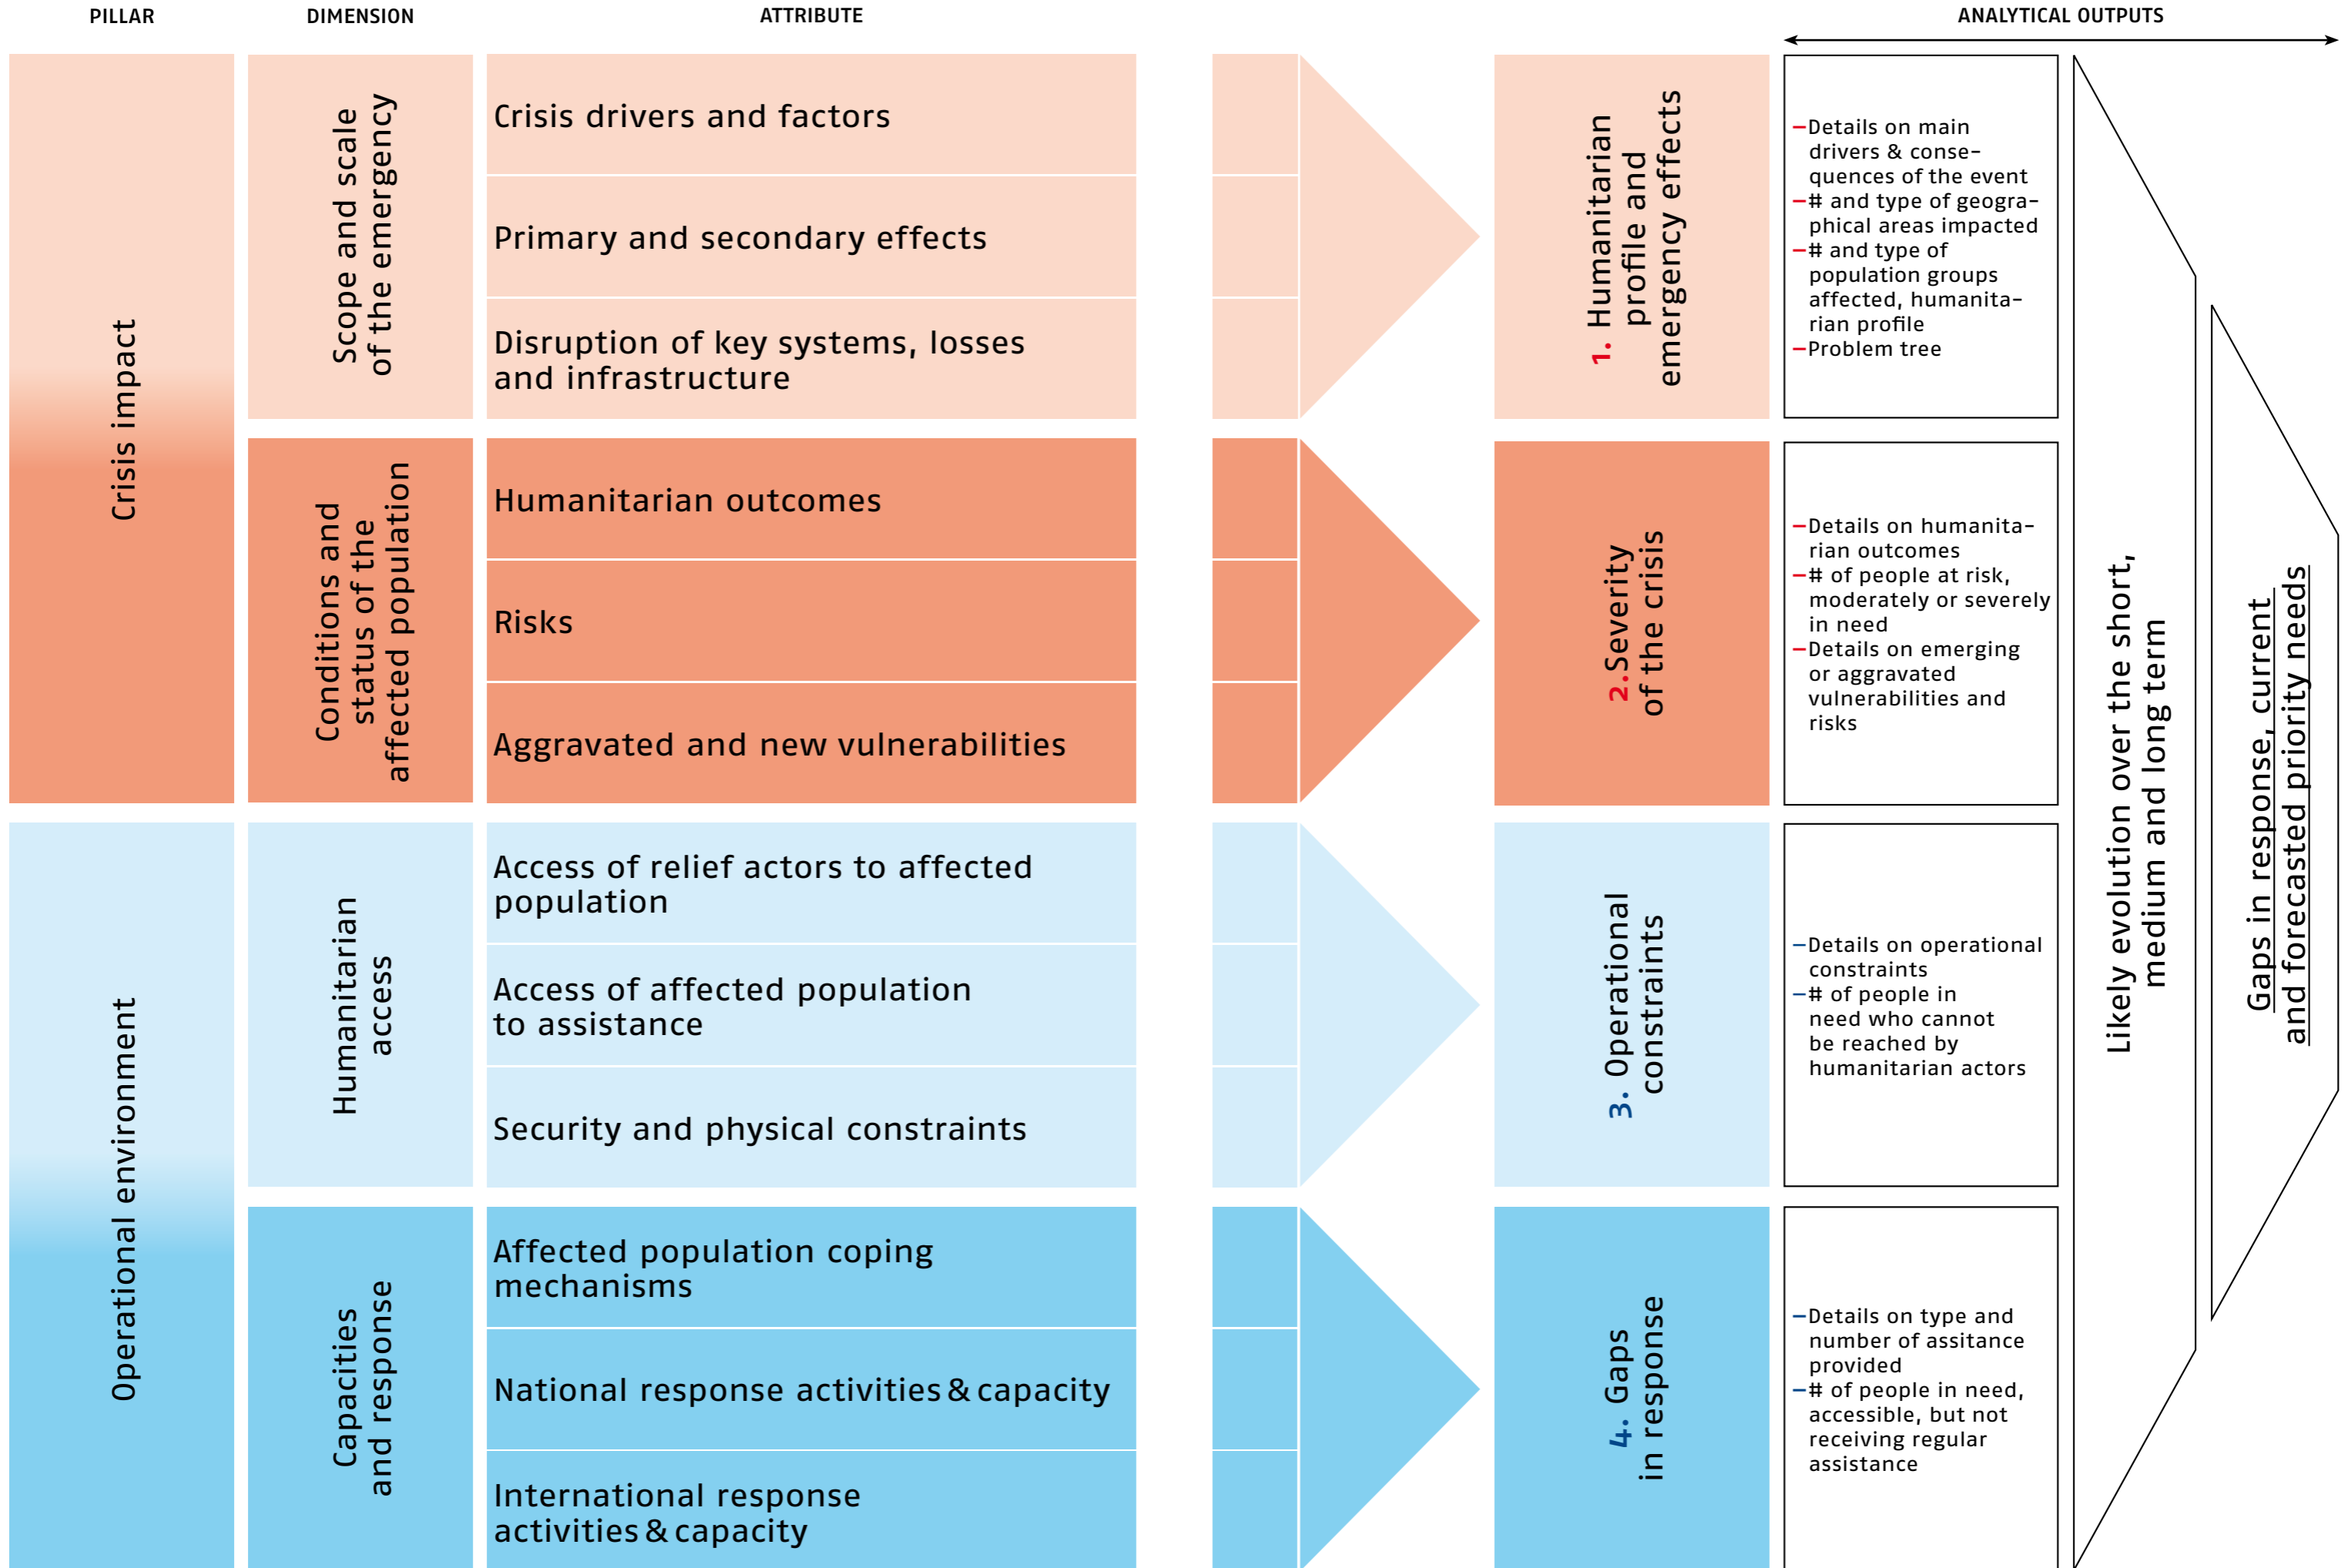 PILLAR
DIMENSION
ATTRIBUTE
ANALYTICAL OUTPUTS
Crisis impact
Scope and scale
of the emergency
Crisis drivers and factors
Primary and secondary effects
Disruption of key systems, losses
and infrastructure
1. Humanitarian
profile and
emergency effects
–Details on main
drivers & conse–
quences of the event
–# and type of geogra–
phical areas impacted
–# and type of
population groups
affected, humanita–
rian profile
–Problem tree
Conditions and
status of the
affected population
Humanitarian outcomes
Risks
Aggravated and new vulnerabilities
2.Severity
of the crisis
–Details on humanita–
rian outcomes
–# of people at risk,
moderately or severely
in need
–Details on emerging
or aggravated
vulnerabilities and
risks
Operational environment
Humanitarian
access
Access of relief actors to affected
population
Access of affected population
to assistance
Security and physical constraints
3. Operational
constraints
–Details on operational
constraints
–# of people in
need who cannot
be reached by
humanitarian actors
Capacities
and response
Affected population coping
mechanisms
National response activities & capacity
International response
activities & capacity
4. Gaps
in response
–Details on type and
number of assitance
provided
–# of people in need,
accessible, but not
receiving regular
assistance
Likely evolution over the short,
medium and long term
Gaps in response, current
and forecasted priority needs